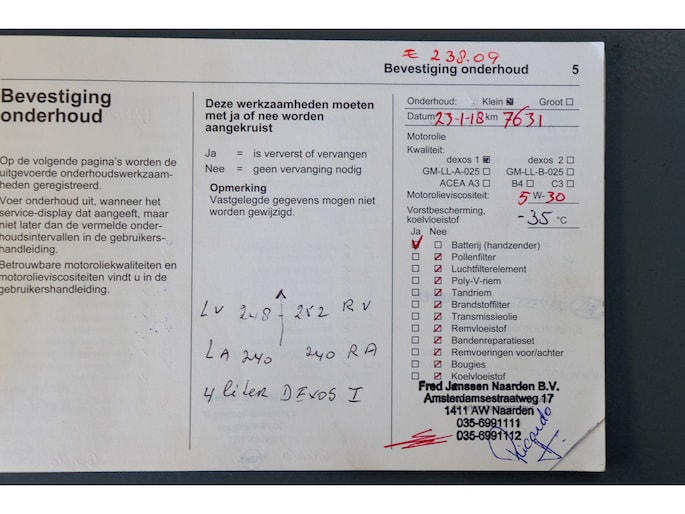 € 238.09
Bevestiging onderhoud 5
Bevestiging
onderhoud
Op de volgende pagina's worden de
uitgevoerde onderhoudswerkzaam-
heden geregistreerd.
Voer onderhoud uit, wanneer het
service-display dat aangeeft, maar
niet later dan de vermelde onder-
houdsintervallen in de gebruikers-
handleiding.
Betrouwbare motoroliekwaliteiten en
motorolieviscositeiten vindt u in de
gebruikershandleiding.
Deze werkzaamheden moeten
met ja of nee worden
aangekruist
Ja = is ververst of vervangen
Nee = geen vervanging nodig
Opmerking
Vastgelegde gegevens mogen niet
worden gewijzigd.
LV 248 - 252 RV
LA 240 240 RA
4 liter DEXOS I
Onderhoud: Klein Groot
Datum 23-1-18 km 7631
Motorolie
Kwaliteit:
dexos 1 dexos 2
GM-LL-A-025 GM-LL-B-025
ACEA A3 B4 C3
Motorolieviscositeit: 5 W-30
Vorstbescherming,
koelvloeistof -35 °C
Ja Nee
Batterij (handzender)
Pollenfilter
Luchtfilterelement
Poly-V-riem
Tandriem
Brandstoffilter
Transmissieolie
Remvloeistof
Bandenreparatieset
Remvoeringen voor/achter
Bougies
Koelvloeistof
Fred Janssen Naarden B.V.
Amsterdamsestraatweg 17
1411 AW Naarden
035-6991111
035-6991112
Riccardo